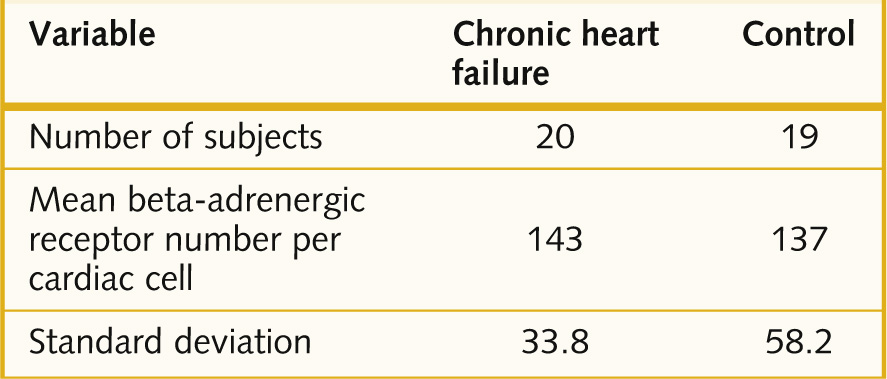 Variable Chronic heart failure Control
Number of subjects 20 19
Mean beta-adrenergic receptor number per cardiac cell 143 137
Standard deviation 33.8 58.2